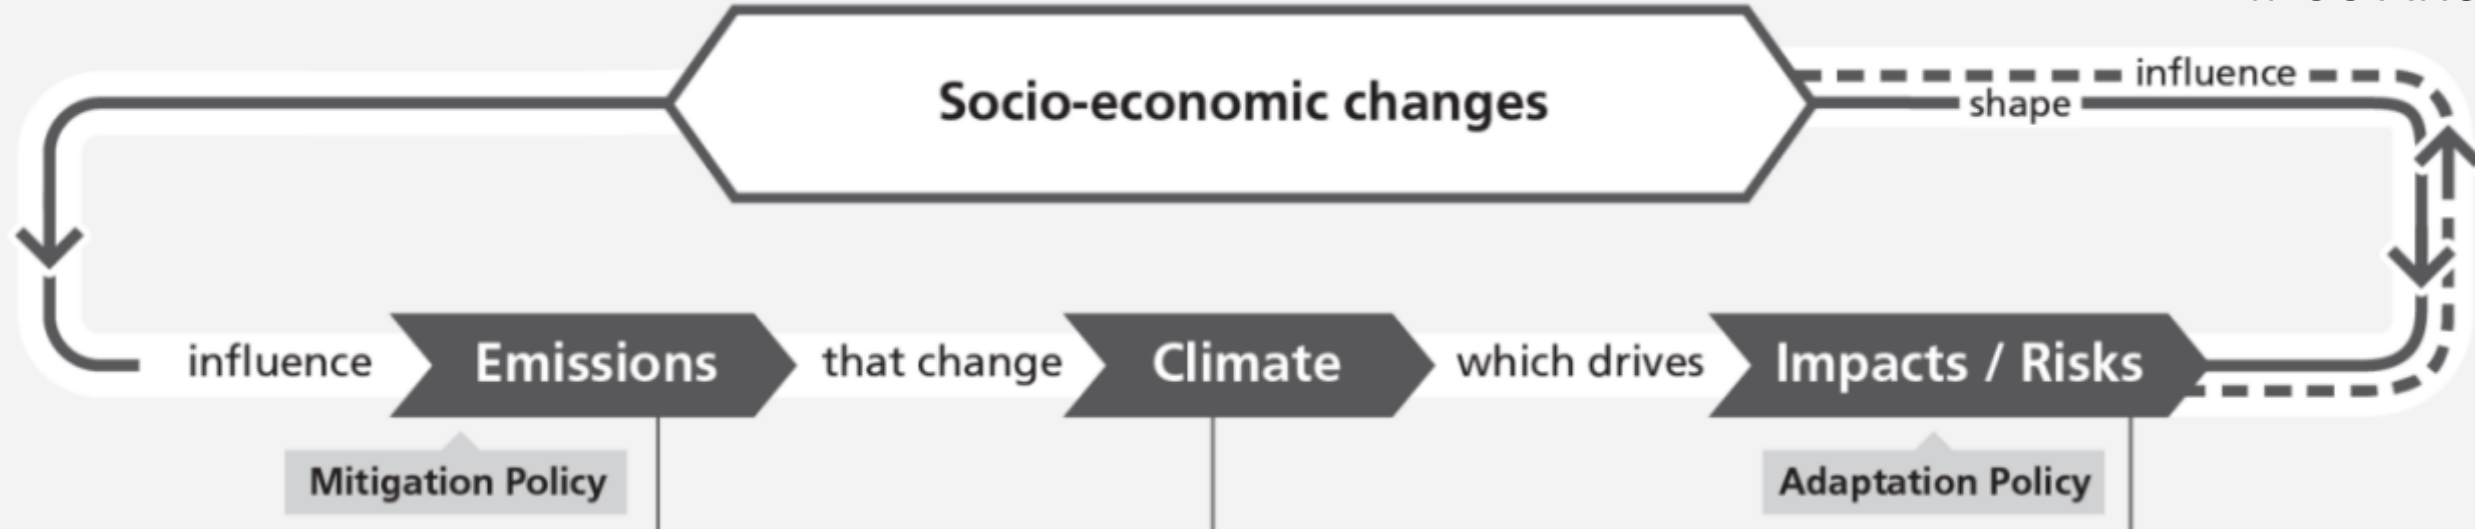 Socio-economic changes
influence
shape
influence
Emissions
that change
Climate
which drives
Impacts / Risks
Mitigation Policy
Adaptation Policy